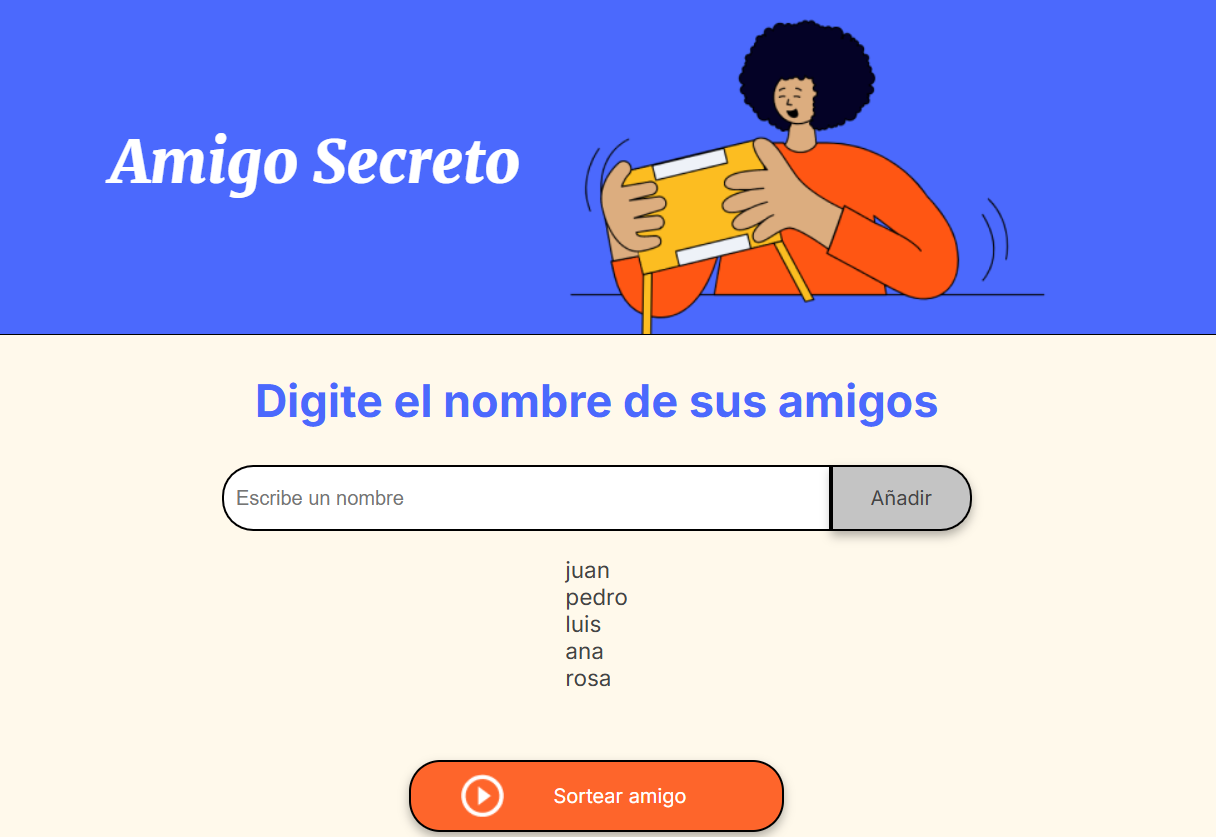 Amigo Secreto
Digite el nombre de sus amigos
Escribe un nombre
Añadir
juan
pedro
luis
ana
rosa
Sortear amigo